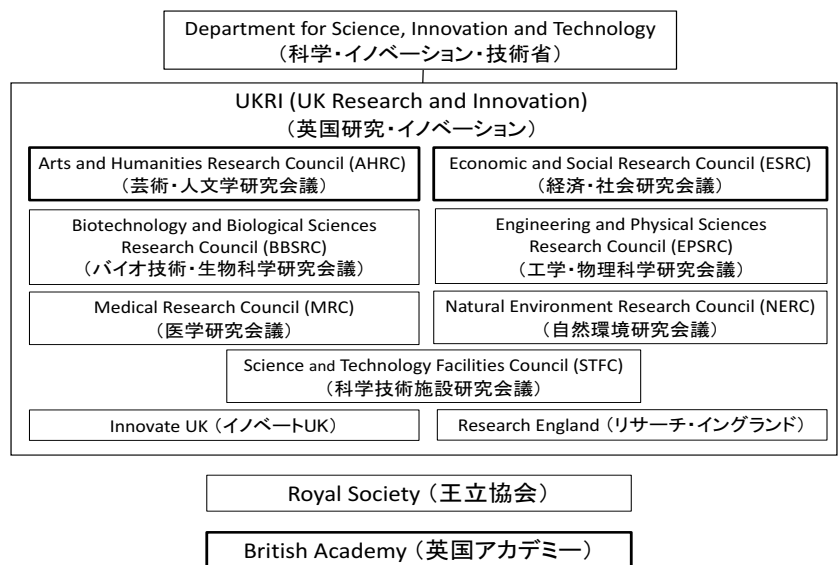 Department for Science, Innovation and Technology
(科学・イノベーション・技術省)
UKRI (UK Research and Innovation)
(英国研究・イノベーション)
Arts and Humanities Research Council (AHRC)
(芸術・人文学研究会議)
Economic and Social Research Council (ESRC)
(経済・社会研究会議)
Biotechnology and Biological Sciences
Research Council (BBSRC)
(バイオ技術・生物科学研究会議)
Engineering and Physical Sciences
Research Council (EPSRC)
(工学・物理科学研究会議)
Medical Research Council (MRC)
(医学研究会議)
Natural Environment Research Council (NERC)
(自然環境研究会議)
Science and Technology Facilities Council (STFC)
(科学技術施設研究会議)
Innovate UK (イノベートUK)
Research England (リサーチ・イングランド)
Royal Society (王立協会)
British Academy (英国アカデミー)